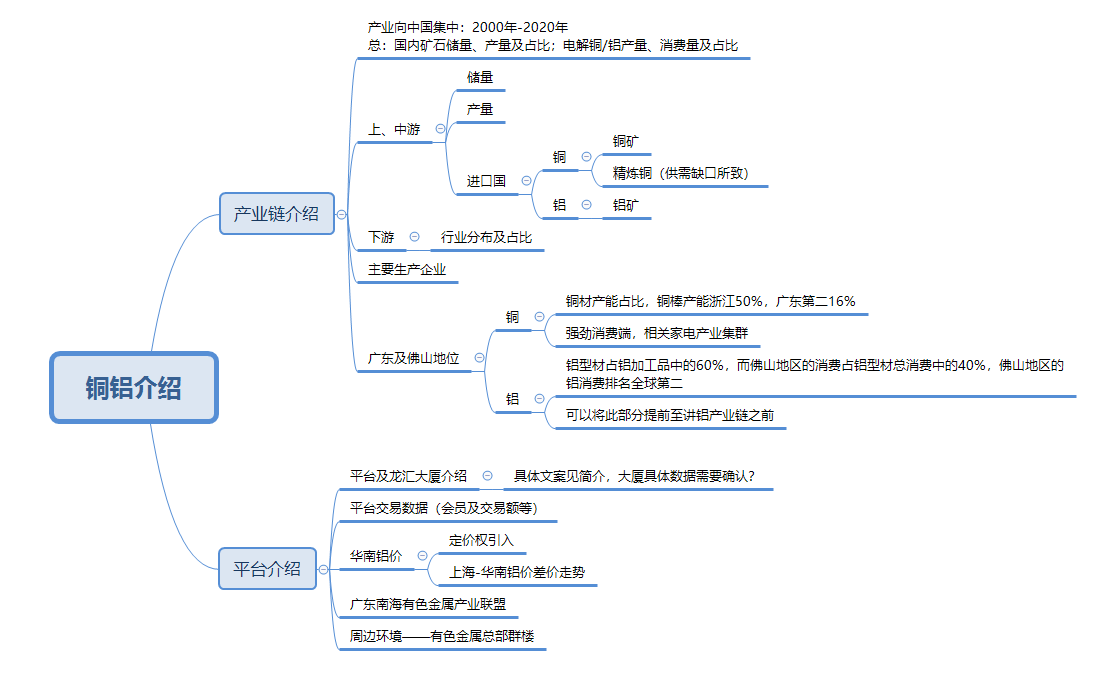 产业向中国集中：2000年-2020年
总：国内矿石储量、产量及占比；电解铜/铝产量、消费量及占比
储量
产量
上、中游
铜矿
铜
精炼铜（供需缺口所致）
进口国
铝
铝矿
产业链介绍
下游
行业分布及占比
主要生产企业
铜材产能占比，铜棒产能浙江50%，广东第二16%
铜
强劲消费端，相关家电产业集群
广东及佛山地位
铝型材占铝加工品中的60%，而佛山地区的消费占铝型材总消费中的40%，佛山地区的
铝消费排名全球第二
铝
可以将此部分提前至讲铝产业链之前
铜铝介绍
平台及龙汇大厦介绍
具体文案见简介，大厦具体数据需要确认？
平台交易数据（会员及交易额等）
定价权引入
华南铝价
上海-华南铝价差价走势
平台介绍
广东南海有色金属产业联盟
周边环境——有色金属总部群楼